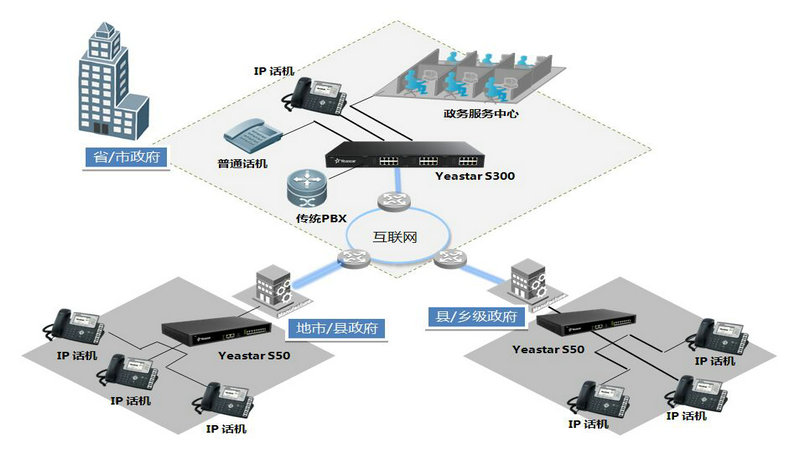 IP 话机
政务服务中心
省/市政府
普通话机
Yeastar
Yeastar S300
传统PBX
互联网
地市/县政府
县/乡级政府
Yeastar S50
Yeastar S50
IP 话机
IP 话机
IP 话机
IP 话机
IP 话机
IP 话机